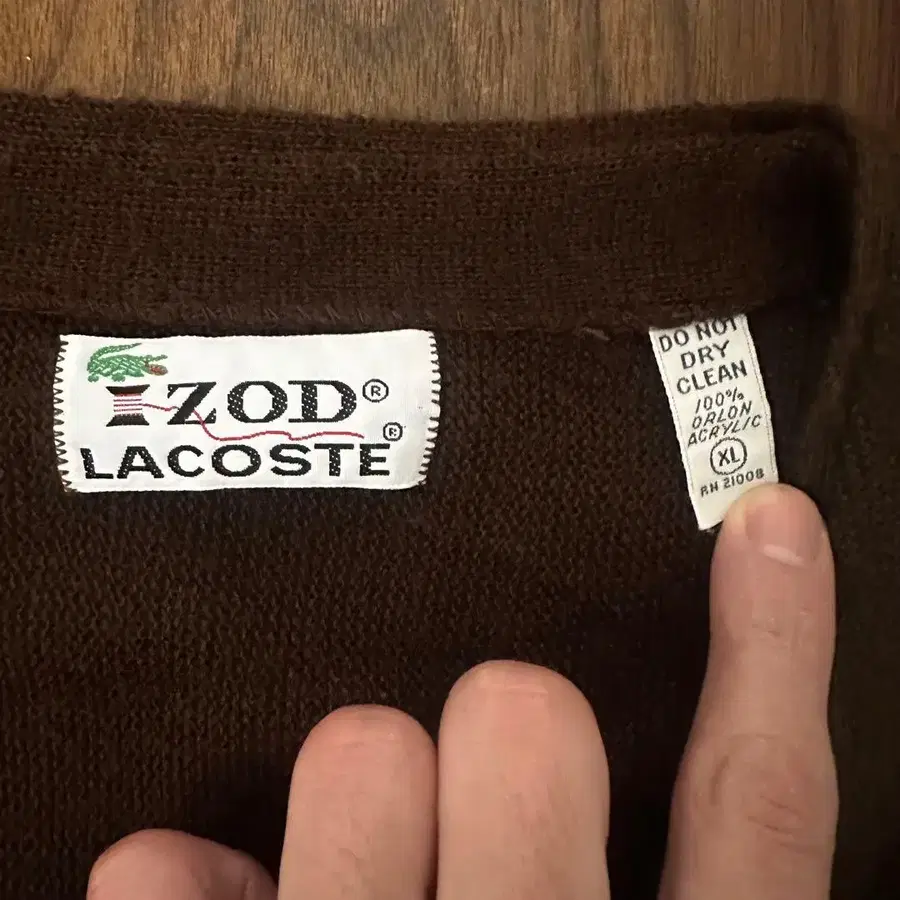 IZOD®
LACOSTE®
DO NOT
DRY
CLEAN
100%
ORLON
ACRYLIC
XL
RN 21008